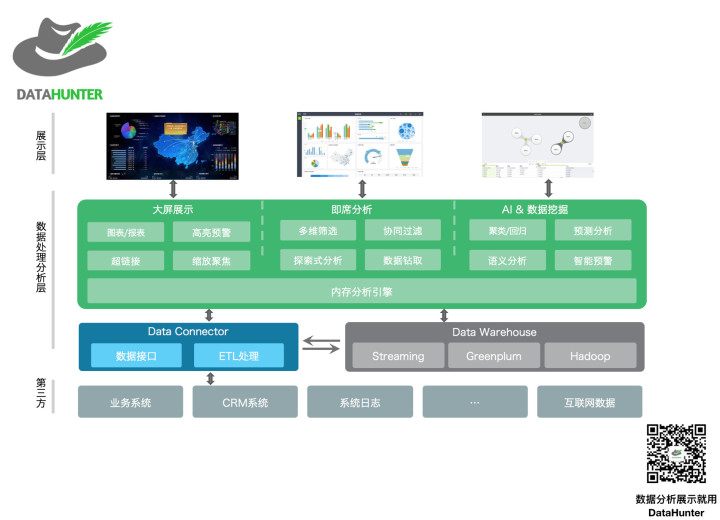 DATAHUNTER
展示层
数据处理分析层
大屏展示
即席分析
AI & 数据挖掘
图表/报表
高亮预警
多维筛选
协同过滤
聚类/回归
预测分析
超链接
缩放聚焦
探索式分析
数据钻取
语义分析
智能预警
内存分析引擎
Data Connector
Data Warehouse
数据接口
ETL处理
Streaming
Greenplum
Hadoop
第三方
业务系统
CRM系统
系统日志
...
互联网数据
数据分析展示就用
DataHunter